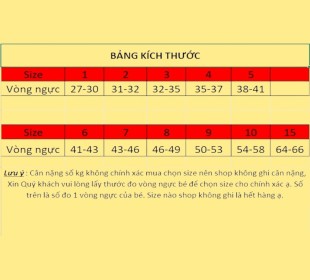 BẢNG KÍCH THƯỚC
Size 1 2 3 4 5
Vòng ngực 27-30 31-32 32-35 35-37 38-41
Size 6 7 8 9 10 15
Vòng ngực 41-43 43-46 46-49 50-53 54-58 64-66
Lưu ý : Cân nặng số kg không chính xác mua chọn size nên shop không ghi cân nặng,
Xin Quý khách vui lòng lấy thước đo vòng ngực bé để chọn size cho chính xác ạ. Số
trên là số đo 1 vòng ngực của bé. Size nào shop không ghi là hết hàng ạ.